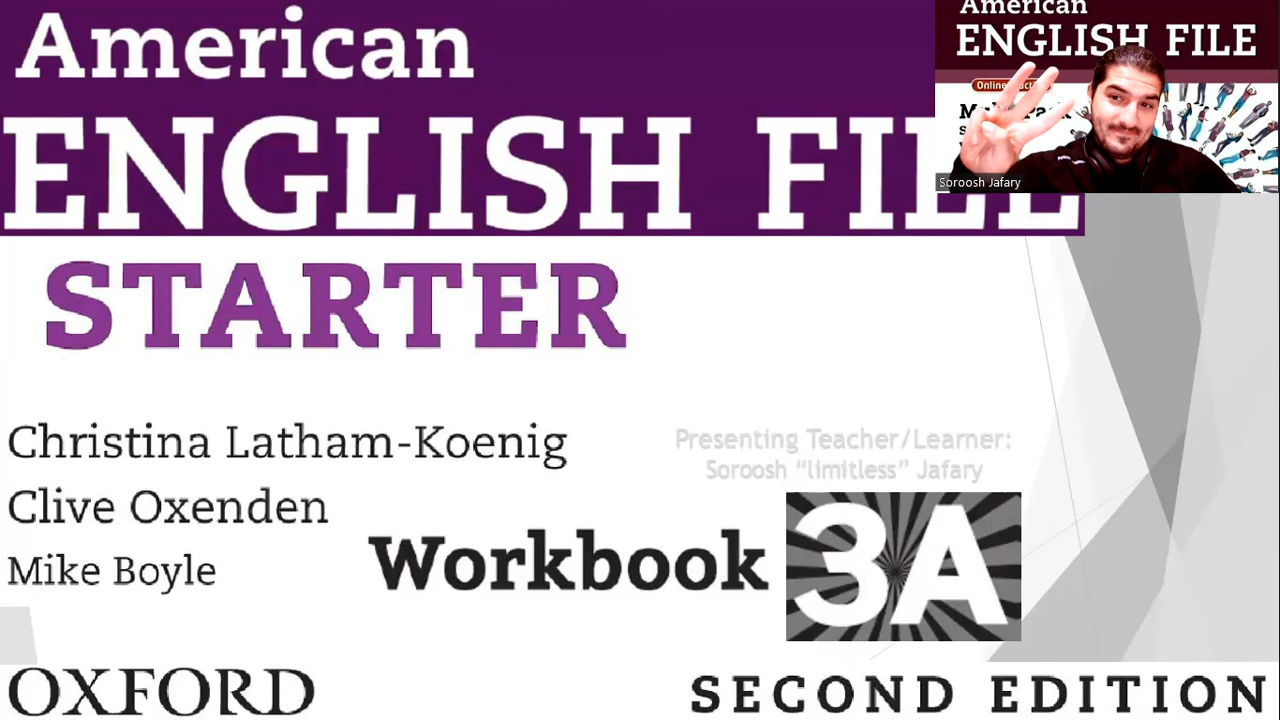 American
ENGLISH FILE
STARTER
Christina Latham-Koenig
Clive Oxenden
Mike Boyle
Presenting Teacher/Learner:
Soroosh “limitless” Jafary
Workbook 3A
OXFORD
SECOND EDITION
American
ENGLISH FILE
Online
Soroosh Jafary